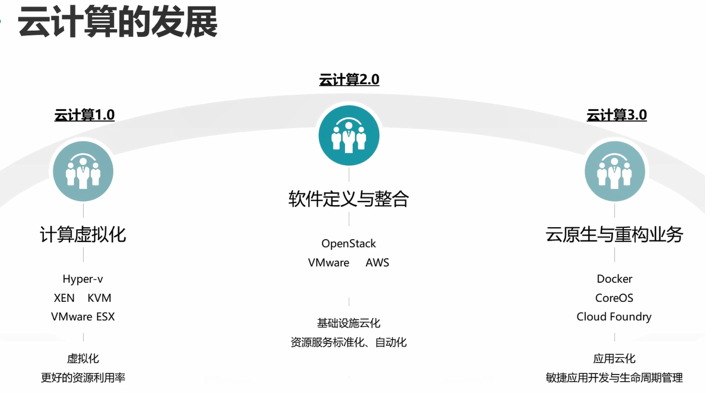 云计算的发展
云计算1.0
计算虚拟化
Hyper-v
XEN KVM
VMware ESX
虚拟化
更好的资源利用率
云计算2.0
软件定义与整合
OpenStack
VMware AWS
基础设施云化
资源服务标准化、自动化
云计算3.0
云原生与重构业务
Docker
CoreOS
Cloud Foundry
应用云化
敏捷应用开发与生命周期管理